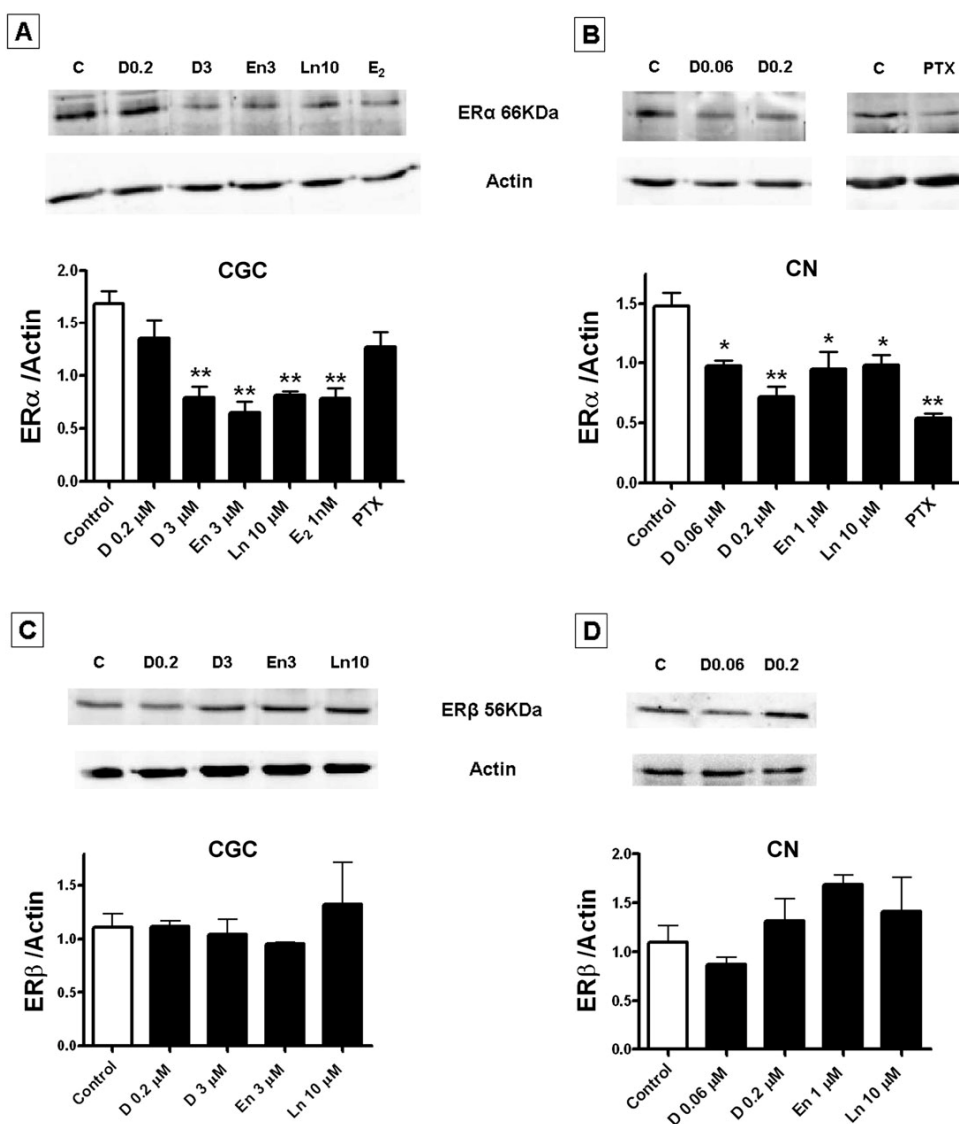 A
C D0.2 D3 En3 Ln10 E2
ERα 66KDa
Actin
B
C D0.06 D0.2 C PTX
CGC
ERα /Actin
2.0
1.5
1.0
0.5
0.0
** ** ** **
Control
D 0.2 µM
D 3 µM
En 3 µM
Ln 10 µM
E2 1nM
PTX
CN
ERα /Actin
1.5
1.0
0.5
0.0
* ** * * **
Control
D 0.06 µM
D 0.2 µM
En 1 µM
Ln 10 µM
PTX
C
C D0.2 D3 En3 Ln10
ERβ 56KDa
Actin
D
C D0.06 D0.2
CGC
ERβ /Actin
1.5
1.0
0.5
0.0
Control
D 0.2 µM
D 3 µM
En 3 µM
Ln 10 µM
CN
ERβ /Actin
2.0
1.5
1.0
0.5
0.0
Control
D 0.06 µM
D 0.2 µM
En 1 µM
Ln 10 µM